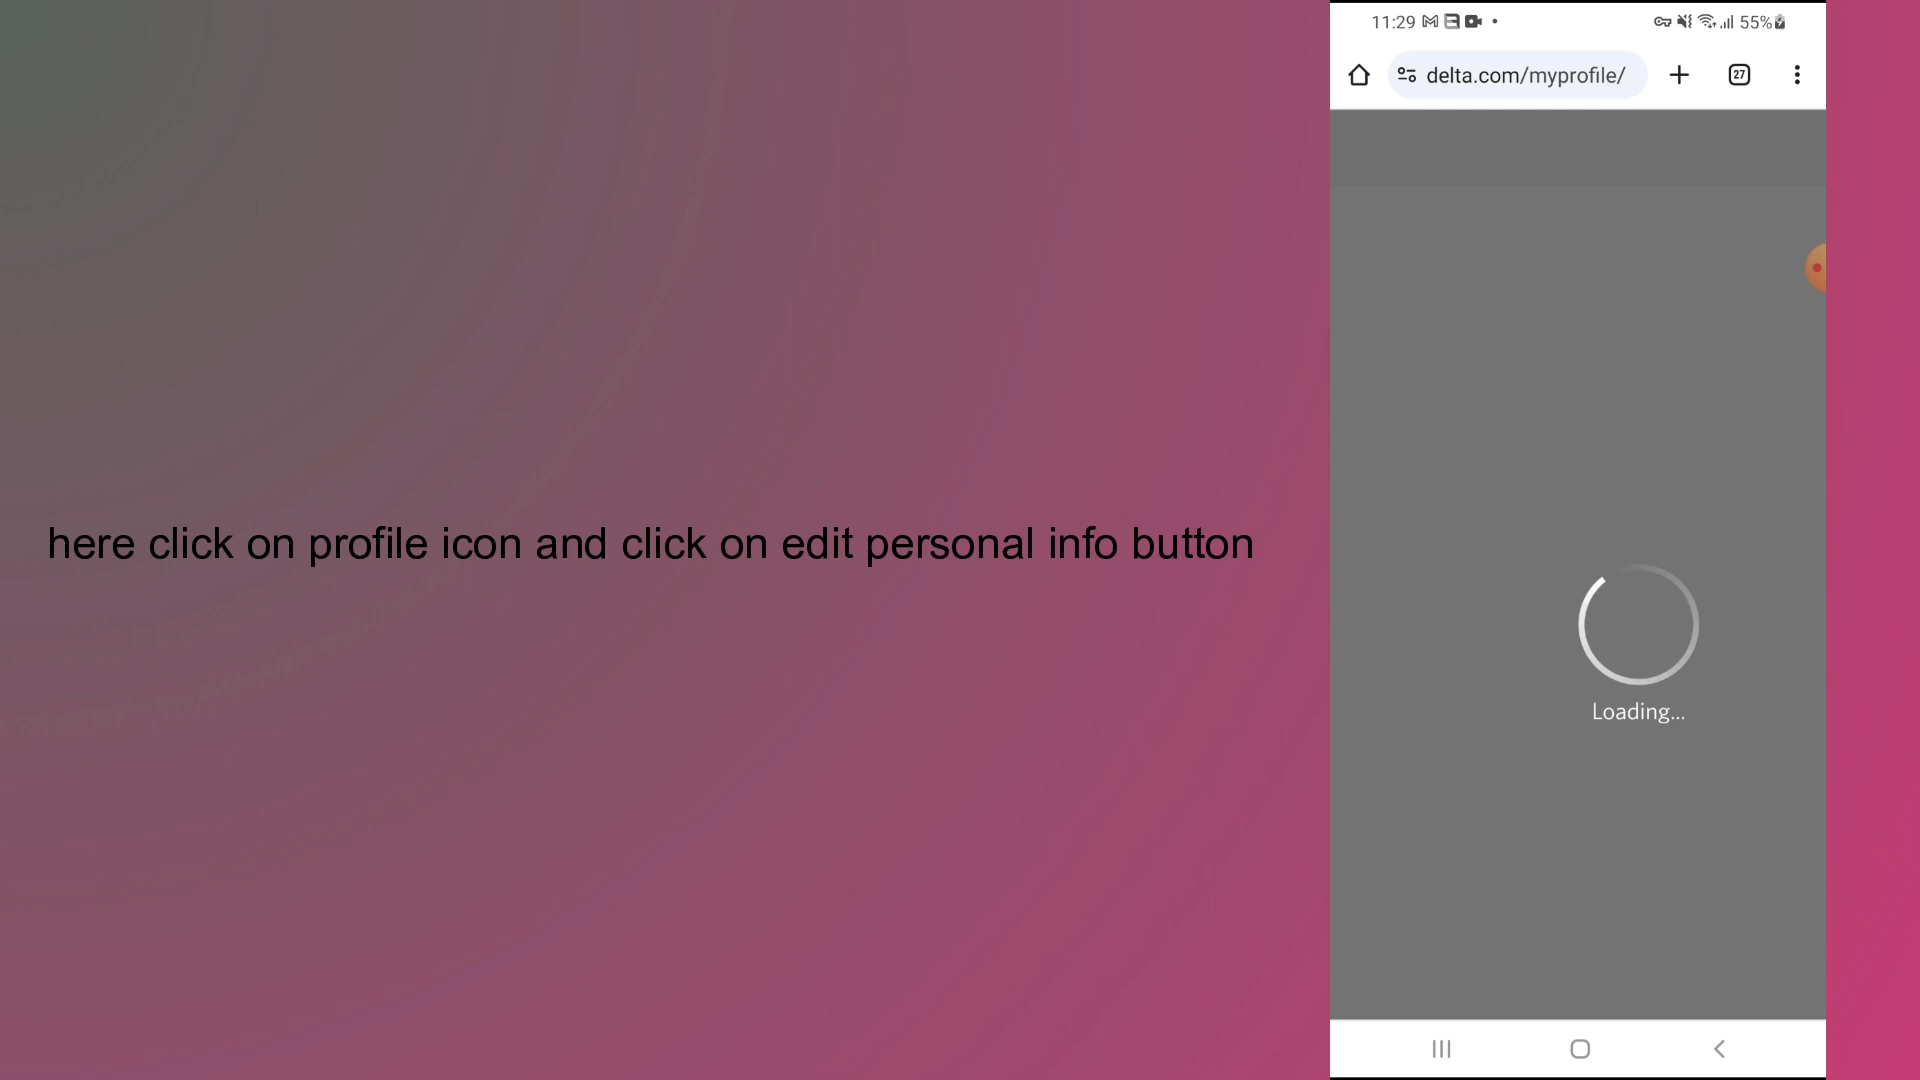 11:29
55%
delta.com/myprofile/
27
here click on profile icon and click on edit personal info button
Loading...